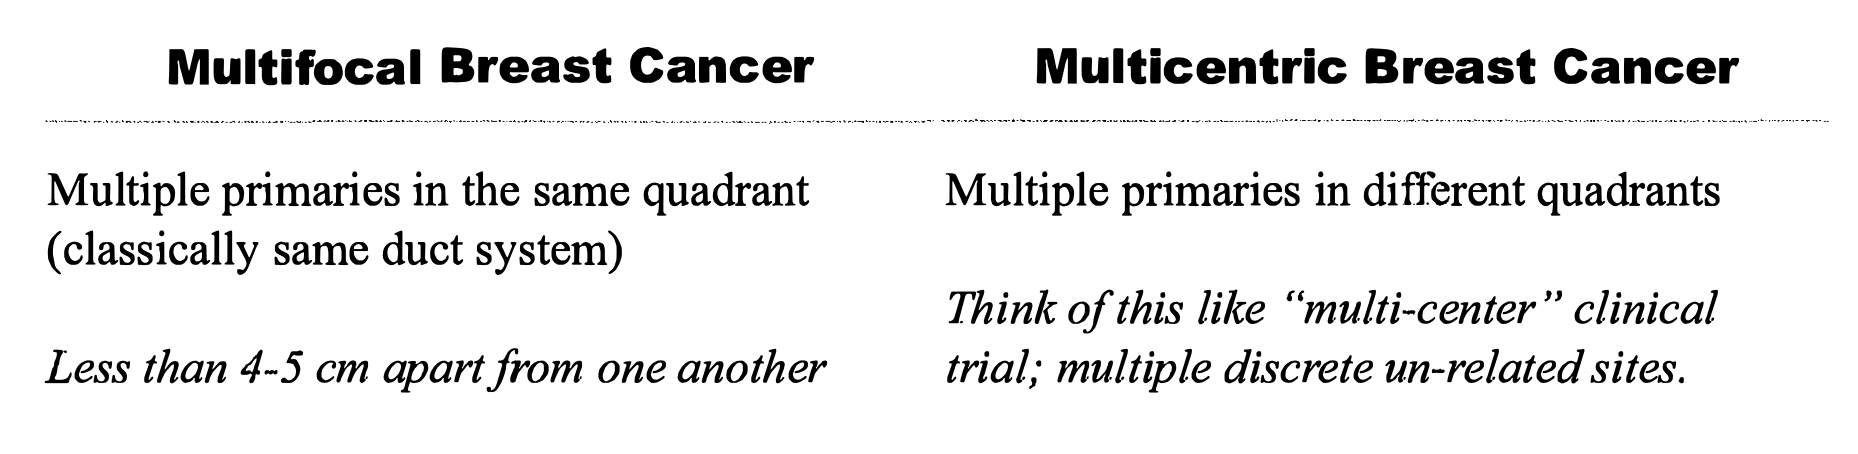 Multifocal Breast Cancer
Multicentric Breast Cancer
Multiple primaries in the same quadrant
(classically same duct system)
Less than 4-5 cm apart from one another
Multiple primaries in different quadrants
Think of this like “multi-center” clinical
trial; multiple discrete un-related sites.